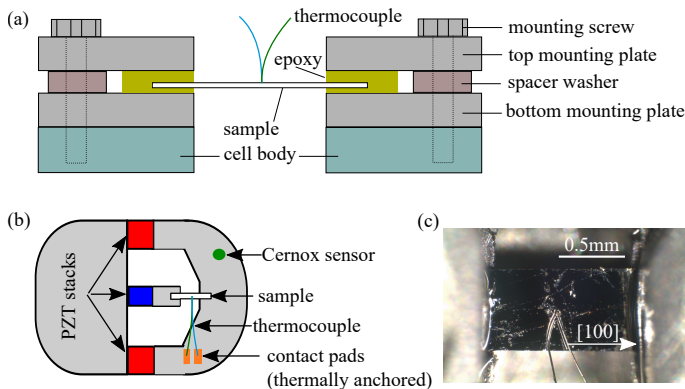 (a)
thermocouple
mounting screw
top mounting plate
epoxy
spacer washer
bottom mounting plate
sample
cell body
(b)
PZT stacks
Cernox sensor
sample
thermocouple
contact pads
(thermally anchored)
(c)
0.5mm
[100]